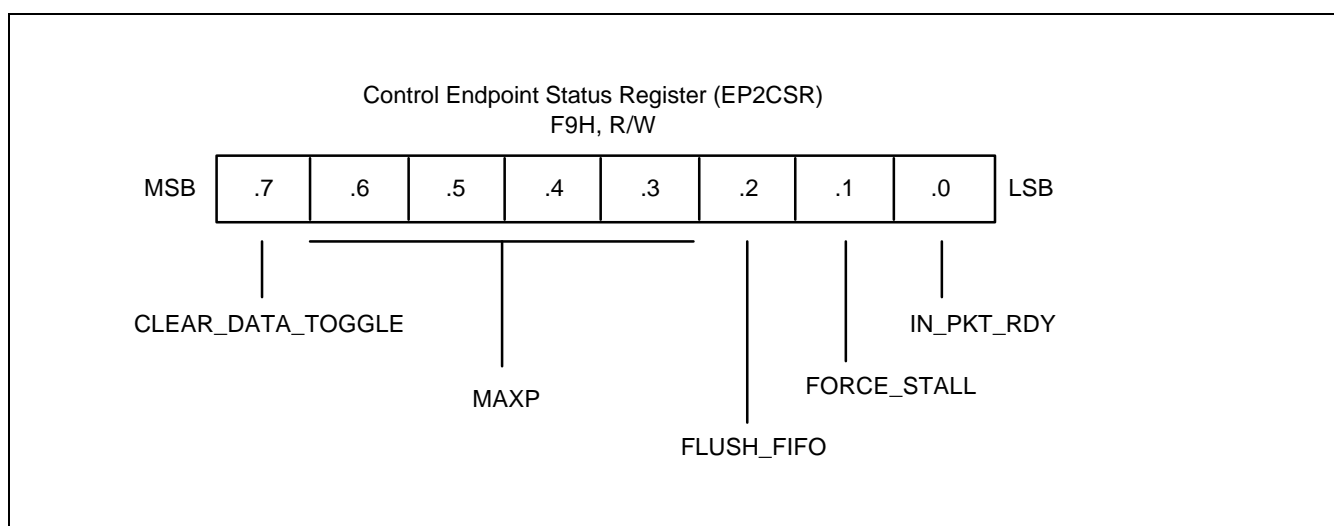 Control Endpoint Status Register (EP2CSR)
F9H, R/W
MSB .7 .6 .5 .4 .3 .2 .1 .0 LSB
CLEAR_DATA_TOGGLE IN_PKT_RDY
FORCE_STALL
MAXP
FLUSH_FIFO